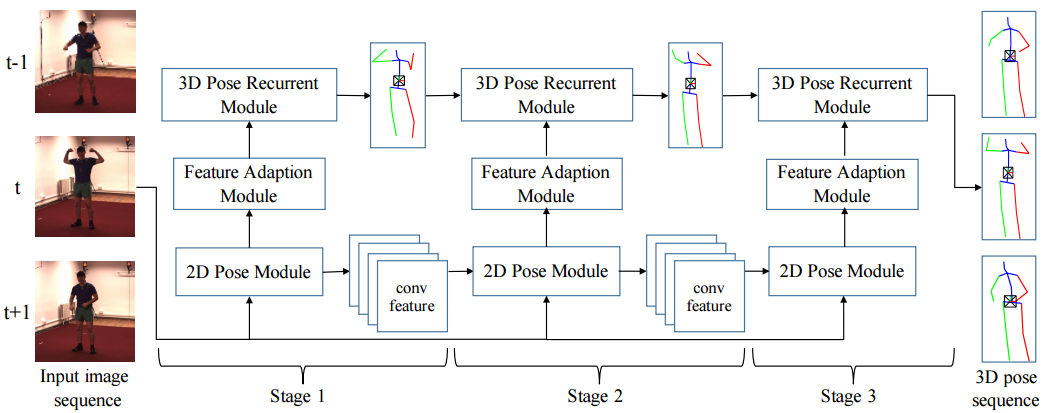 t-1
t
t+1
Input image
sequence
3D Pose Recurrent
Module
Feature Adaption
Module
2D Pose Module
conv
feature
Stage 1
3D Pose Recurrent
Module
Feature Adaption
Module
2D Pose Module
conv
feature
Stage 2
3D Pose Recurrent
Module
Feature Adaption
Module
2D Pose Module
Stage 3
3D pose
sequence